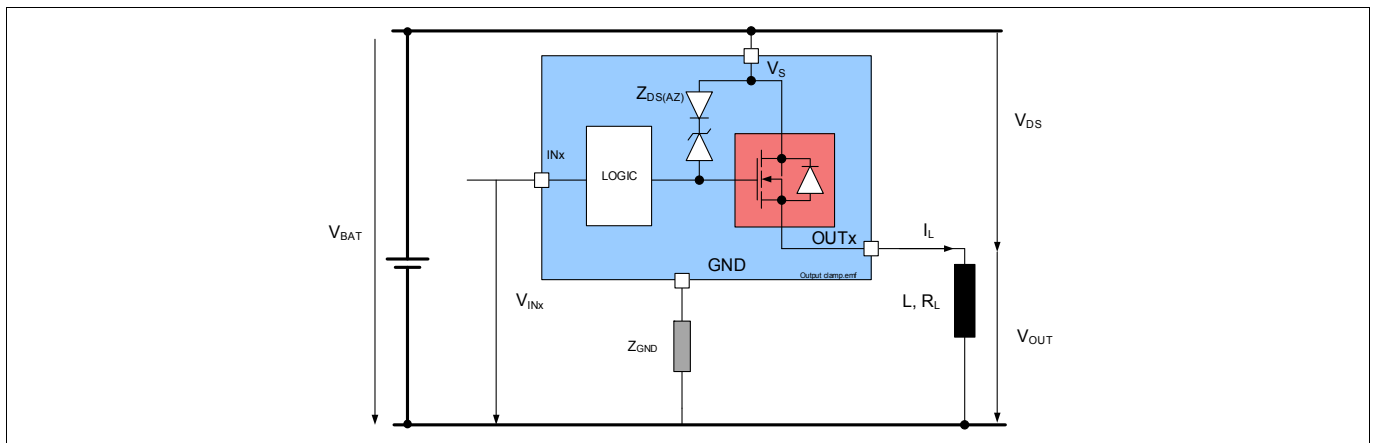 V_S
Z_DS(AZ)
V_DS
INx
LOGIC
V_BAT
OUTx
I_L
GND
Output clamp.emf
V_INx
L, R_L
V_OUT
Z_GND